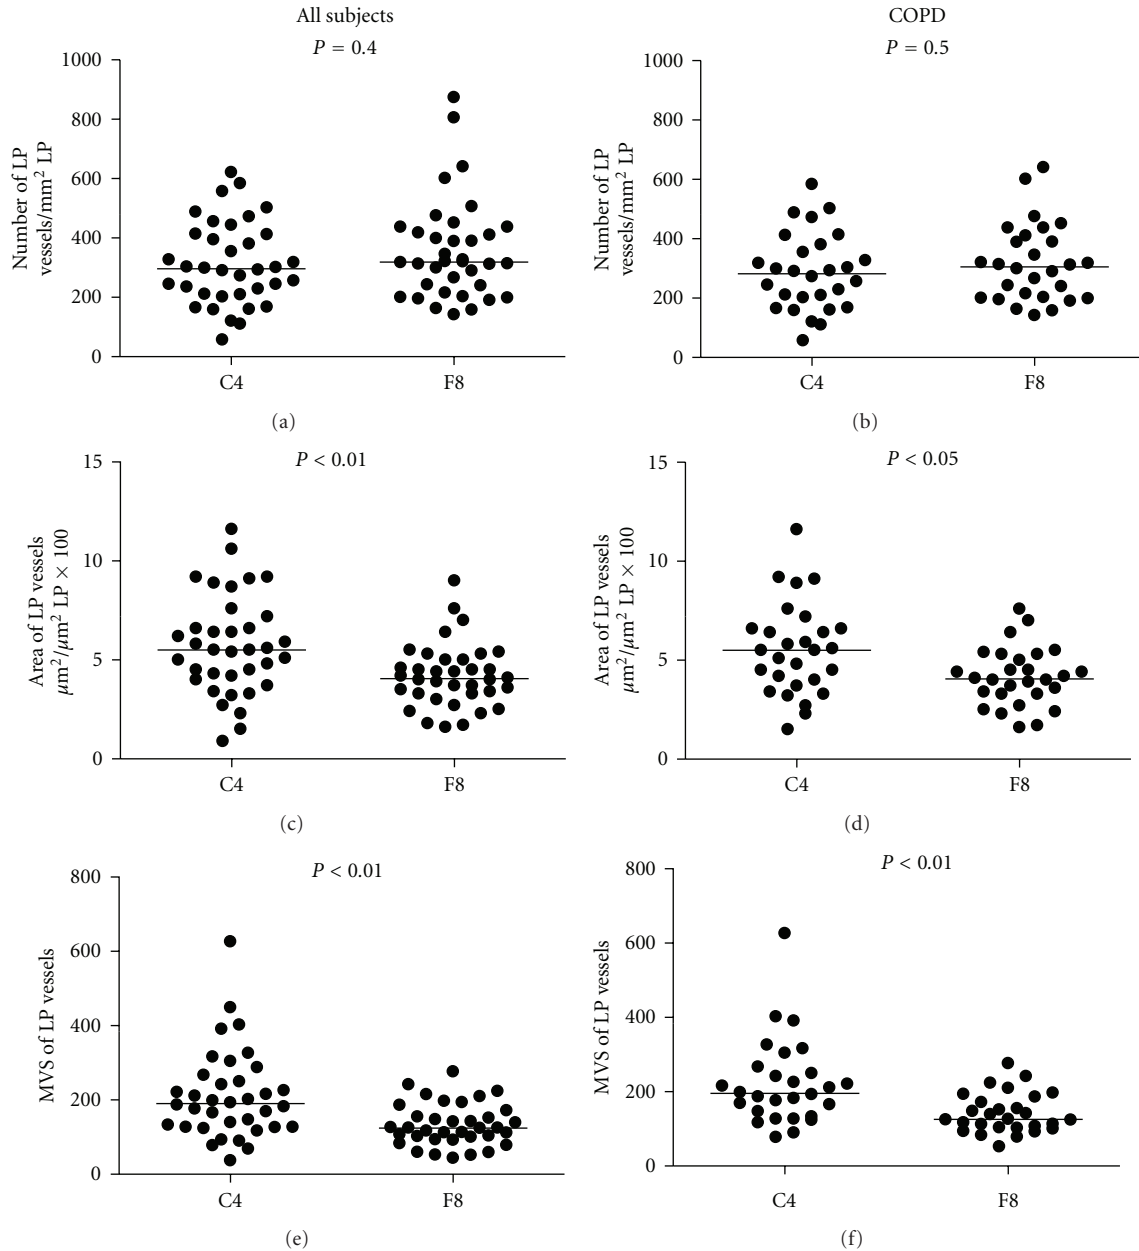 All subjects
P = 0.4
1000
800
600
400
200
0
Number of LP
vessels/mm² LP
C4 F8
(a)
COPD
P = 0.5
1000
800
600
400
200
0
Number of LP
vessels/mm² LP
C4 F8
(b)
P < 0.01
15
10
5
0
Area of LP vessels
μm²/μm² LP × 100
C4 F8
(c)
P < 0.05
15
10
5
0
Area of LP vessels
μm²/μm² LP × 100
C4 F8
(d)
P < 0.01
800
600
400
200
0
MVS of LP vessels
C4 F8
(e)
P < 0.01
800
600
400
200
0
MVS of LP vessels
C4 F8
(f)